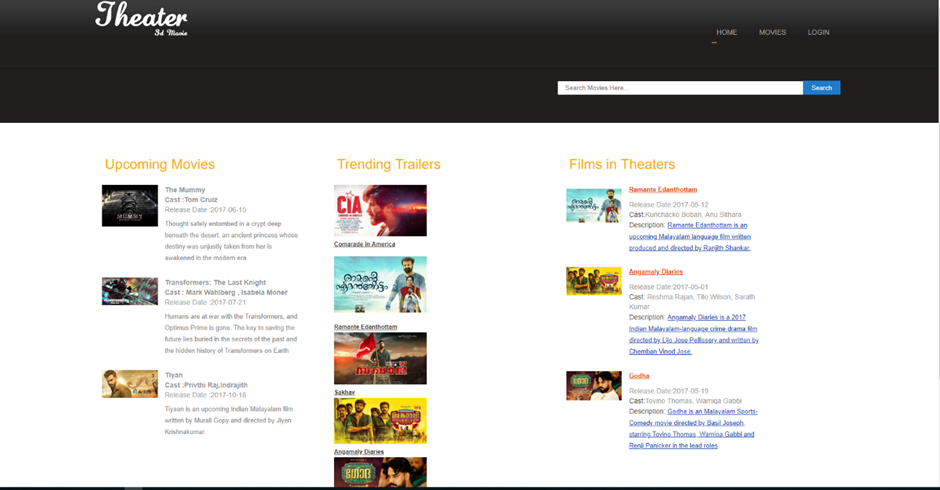 Theater
3d Movie
HOME MOVIES LOGIN
Search Movies Here...
Search
Upcoming Movies
The Mummy
Cast :Tom Cruiz
Release Date :2017-06-15
Thought safely entombed in a crypt deep
beneath the desert, an ancient princess whose
destiny was unjustly taken from her is
awakened in the modern era
Transformers: The Last Knight
Cast : Mark Wahlberg , Isabela Moner
Release Date :2017-07-21
Humans are at war with the Transformers, and
Optimus Prime is gone. The key to saving the
future lies buried in the secrets of the past and
the hidden history of Transformers on Earth
Tiyan
Cast :Privthi Raj,Indrajith
Release Date :2017-10-18
Tiyaan is an upcoming Indian Malayalam film
written by Murali Gopy and directed by Jiyen
Krishnakumar.
Trending Trailers
CIA
Comarade In America
Ramante Edanthottam
സഖാവ്
Sakhav
Angamaly Diaries
ഗോദ
Films in Theaters
Ramante Edanthottam
Release Date:2017-05-12
Cast:Kunchacko Boban, Anu Sithara
Description: Ramante Edanthottam is an
upcoming Malayalam language film written
produced and directed by Ranjith Shankar.
Angamaly Diaries
Release Date:2017-05-01
Cast: Reshma Rajan, Tilo Wilson, Sarath
Kumar
Description: Angamaly Diaries is a 2017
Indian Malayalam-language crime drama film
directed by Lijo Jose Pellissery and written by
Chemban Vinod Jose.
Godha
Release Date:2017-05-19
Cast:Tovino Thomas, Wamiqa Gabbi
Description: Godha is an Malayalam Sports-
Comedy movie directed by Basil Joseph,
starring Tovino Thomas, Wamiqa Gabbi and
Renji Panicker in the lead roles